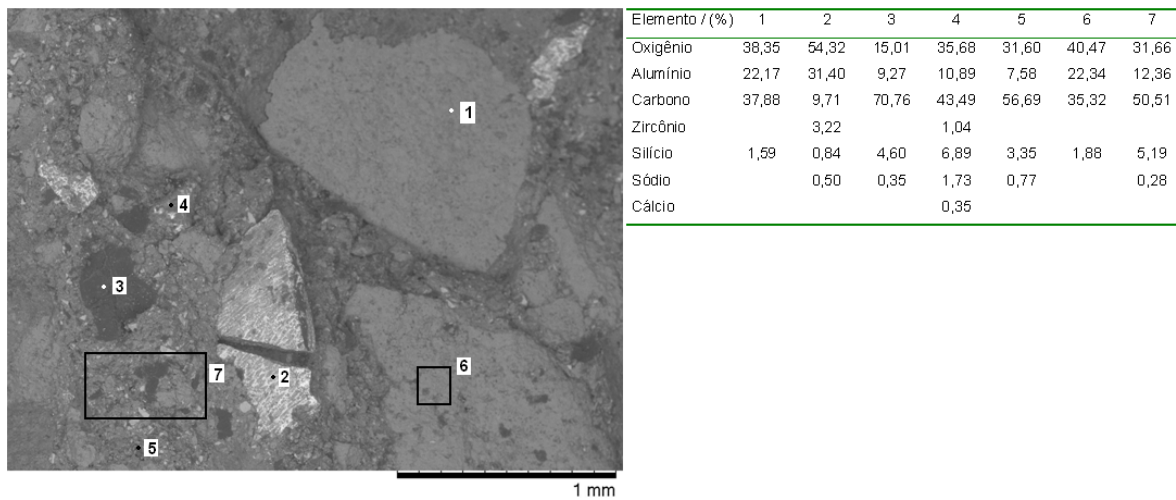 Elemento / (%) 1 2 3 4 5 6 7
Oxigênio 38,35 54,32 15,01 35,68 31,60 40,47 31,66
Alumínio 22,17 31,40 9,27 10,89 7,58 22,34 12,36
Carbono 37,88 9,71 70,76 43,49 56,69 35,32 50,51
Zircônio 3,22 1,04
Silício 1,59 0,84 4,60 6,89 3,35 1,88 5,19
Sódio 0,50 0,35 1,73 0,77 0,28
Cálcio 0,35
1
4
3
6
7
2
5
1 mm